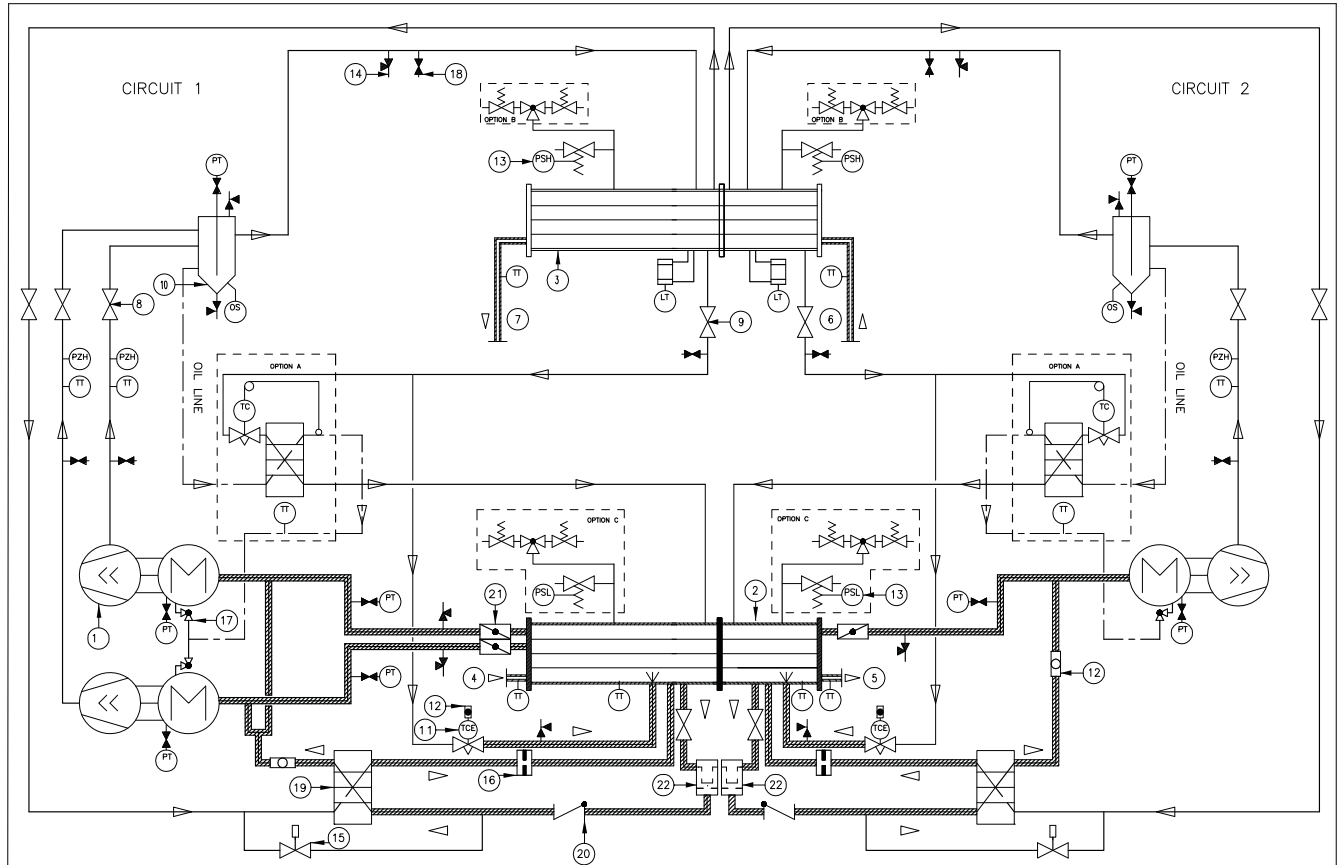 CIRCUIT 1
CIRCUIT 2
14
18
OPTION B
OPTION B
13
PSH
PSH
PT
PT
10
OS
OS
8
3
TT
TT
LT
LT
7
9
6
PZH
PZH
TT
TT
PZH
TT
OIL LINE
OIL LINE
OPTION A
OPTION A
TC
TC
TT
TT
OPTION C
OPTION C
PSL
PSL
13
2
1
17
PT
PT
21
PT
PT
PT
PT
4
5
TT
TT
TT
TT
12
12
11
TCE
TCE
16
19
22
22
15
20